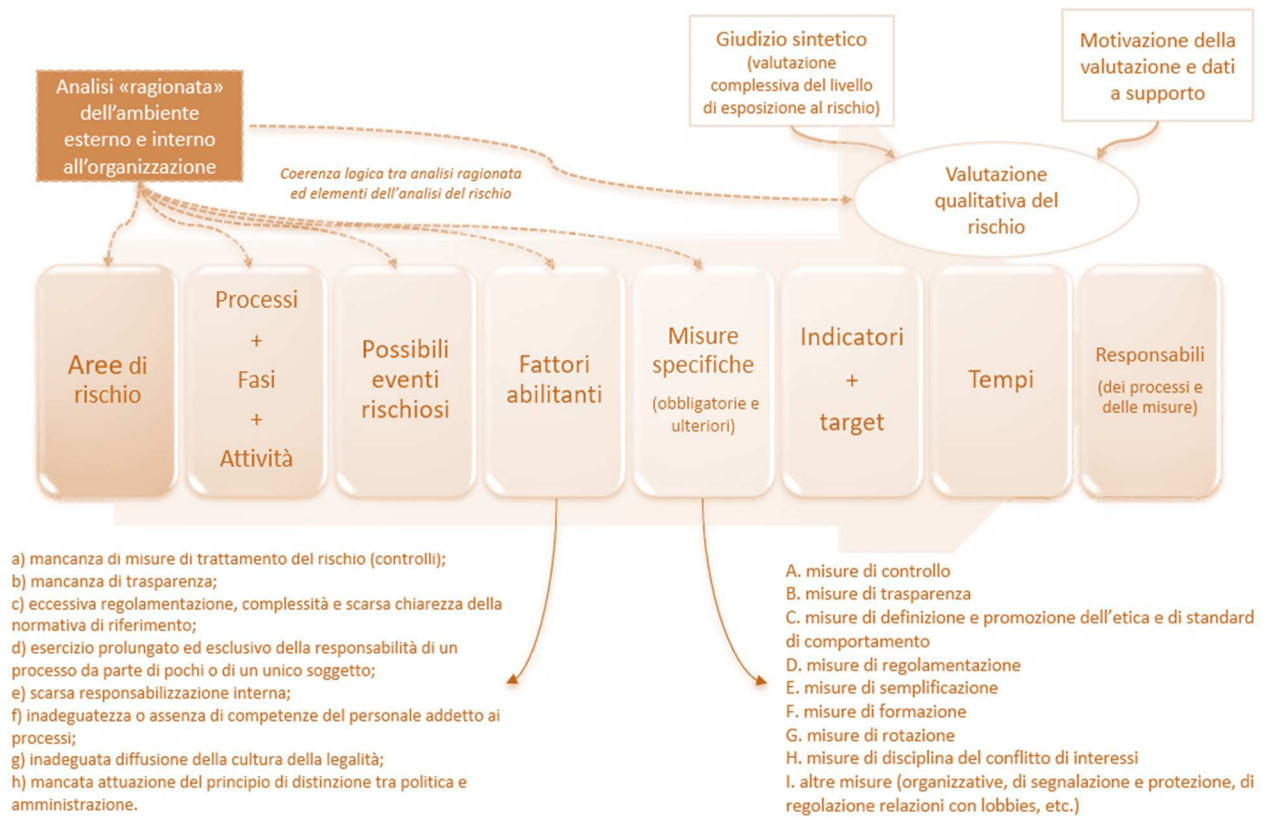 Giudizio sintetico
(valutazione
complessiva del livello
di esposizione al rischio)
Motivazione della
valutazione e dati
a supporto
Analisi «ragionata»
dell'ambiente
esterno e interno
all'organizzazione
Coerenza logica tra analisi ragionata
ed elementi dell'analisi del rischio
Valutazione
qualitativa del
rischio
Aree di
rischio
Processi
+
Fasi
+
Attività
Possibili
eventi
rischiosi
Fattori
abilitanti
Misure
specifiche
(obbligatorie e
ulteriori)
Indicatori
+
target
Tempi
Responsabili
(dei processi e
delle misure)
a) mancanza di misure di trattamento del rischio (controlli);
b) mancanza di trasparenza;
c) eccessiva regolamentazione, complessità e scarsa chiarezza della
normativa di riferimento;
d) esercizio prolungato ed esclusivo della responsabilità di un
processo da parte di pochi o di un unico soggetto;
e) scarsa responsabilizzazione interna;
f) inadeguatezza o assenza di competenze del personale addetto ai
processi;
g) inadeguata diffusione della cultura della legalità;
h) mancata attuazione del principio di distinzione tra politica e
amministrazione.
A. misure di controllo
B. misure di trasparenza
C. misure di definizione e promozione dell'etica e di standard
di comportamento
D. misure di regolamentazione
E. misure di semplificazione
F. misure di formazione
G. misure di rotazione
H. misure di disciplina del conflitto di interessi
I. altre misure (organizzative, di segnalazione e protezione, di
regolazione relazioni con lobbies, etc.)